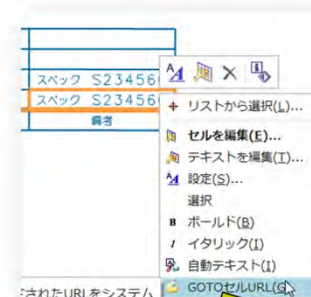 スペック S23456
スペック S23456
備考
リストから選択(L)...
セルを編集(E)...
テキストを編集(T)...
設定(S)...
選択
B ボールド(B)
I イタリック(I)
自動テキスト(I)
GOTOセルURL(G
されたURLをシステム